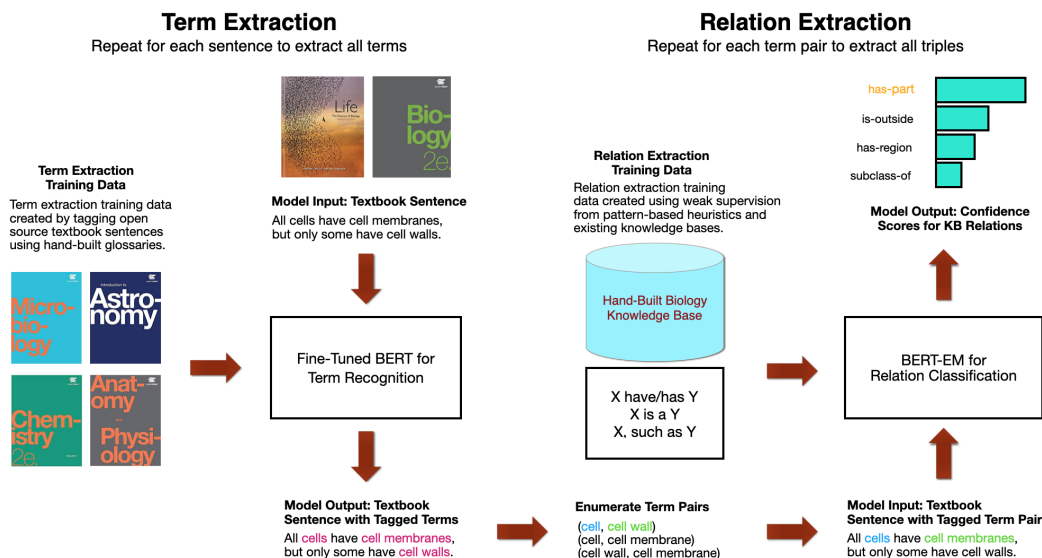 Term Extraction
Repeat for each sentence to extract all terms
Relation Extraction
Repeat for each term pair to extract all triples
Term Extraction
Training Data
Term extraction training data
created by tagging open
source textbook sentences
using hand-built glossaries.
Micro-
bio-
logy
Introduction to
Astro-
nomy
Chem-
istry
2e.
Anat-
omy
and
Physi-
ology
Life
Bio-
logy
2e.
Model Input: Textbook Sentence
All cells have cell membranes,
but only some have cell walls.
Fine-Tuned BERT for
Term Recognition
Model Output: Textbook
Sentence with Tagged Terms
All cells have cell membranes,
but only some have cell walls.
Relation Extraction
Training Data
Relation extraction training
data created using weak supervision
from pattern-based heuristics and
existing knowledge bases.
Hand-Built Biology
Knowledge Base
X have/has Y
X is a Y
X, such as Y
Enumerate Term Pairs
(cell, cell wall)
(cell, cell membrane)
(cell wall, cell membrane)
has-part
is-outside
has-region
subclass-of
Model Output: Confidence
Scores for KB Relations
BERT-EM for
Relation Classification
Model Input: Textbook
Sentence with Tagged Term Pair
All cells have cell membranes,
but only some have cell walls.